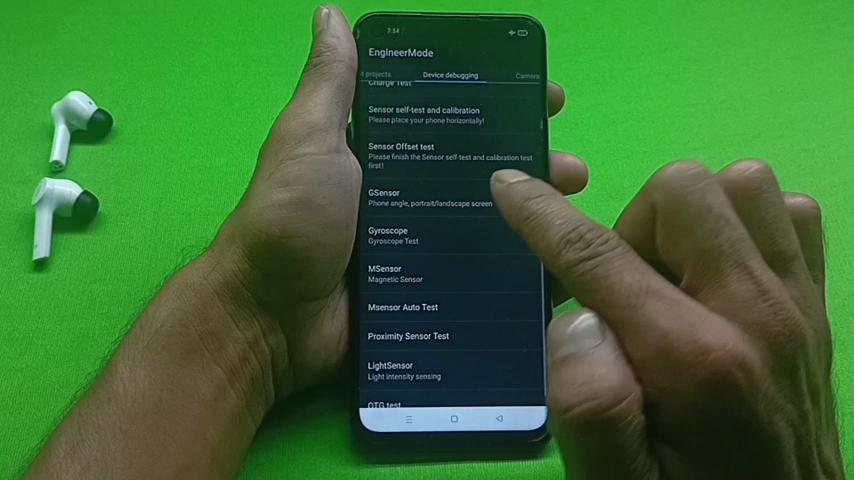 7:34
EngineerMode
t projects Device debugging Camera
Charge Test
Sensor self-test and calibration
Please place your phone horizontally!
Sensor Offset test
Please finish the Sensor self-test and calibration test
first!
GSensor
Phone angle, portrait/landscape screen
Gyroscope
Gyroscope Test
MSensor
Magnetic Sensor
Msensor Auto Test
Proximity Sensor Test
LightSensor
Light intensity sensing
OTG test